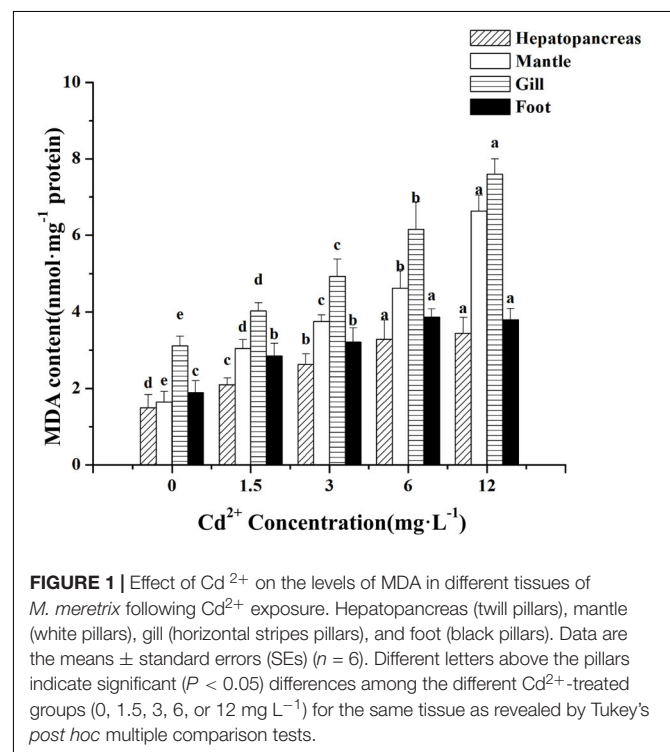 Hepatopancreas
Mantle
Gill
Foot
10
8
6
4
2
0
MDA content(nmol·mg⁻¹ protein)
d e e c
c d d b
b c c b
a b b a
a a a a
0 1.5 3 6 12
Cd²⁺ Concentration(mg·L⁻¹)
FIGURE 1 | Effect of Cd ²⁺ on the levels of MDA in different tissues of
M. meretrix following Cd²⁺ exposure. Hepatopancreas (twill pillars), mantle
(white pillars), gill (horizontal stripes pillars), and foot (black pillars). Data are
the means ± standard errors (SEs) (n = 6). Different letters above the pillars
indicate significant (P < 0.05) differences among the different Cd²⁺-treated
groups (0, 1.5, 3, 6, or 12 mg L⁻¹) for the same tissue as revealed by Tukey's
post hoc multiple comparison tests.